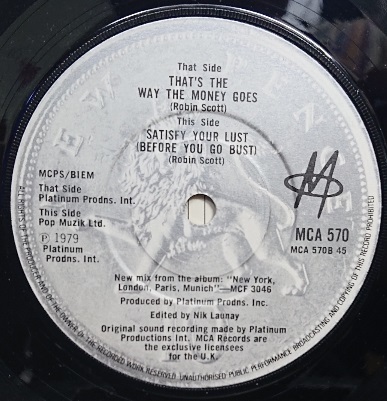 That Side
THAT'S THE
WAY THE MONEY GOES
(Robin Scott)
This Side
SATISFY YOUR LUST
(BEFORE YOU GO BUST)
(Robin Scott)
MCPS/BIEM
That Side
Platinum Prodns. Int.
This Side
Pop Muzik Ltd.
℗ 1979
Platinum
Prodns. Int.
M
MCA 570
MCA 570B 45
New mix from the album: "New York,
London, Paris, Munich"—MCF 3046
Produced by Platinum Prodns. Inc.
Edited by Nik Launay
Original sound recording made by Platinum
Productions Int. MCA Records are
the exclusive licensees
for the U.K.
ALL RIGHTS OF THE PRODUCER AND OF THE OWNER OF THE RECORDED WORK RESERVED. UNAUTHORISED PUBLIC PERFORMANCE BROADCASTING AND COPYING OF THIS RECORD PROHIBITED